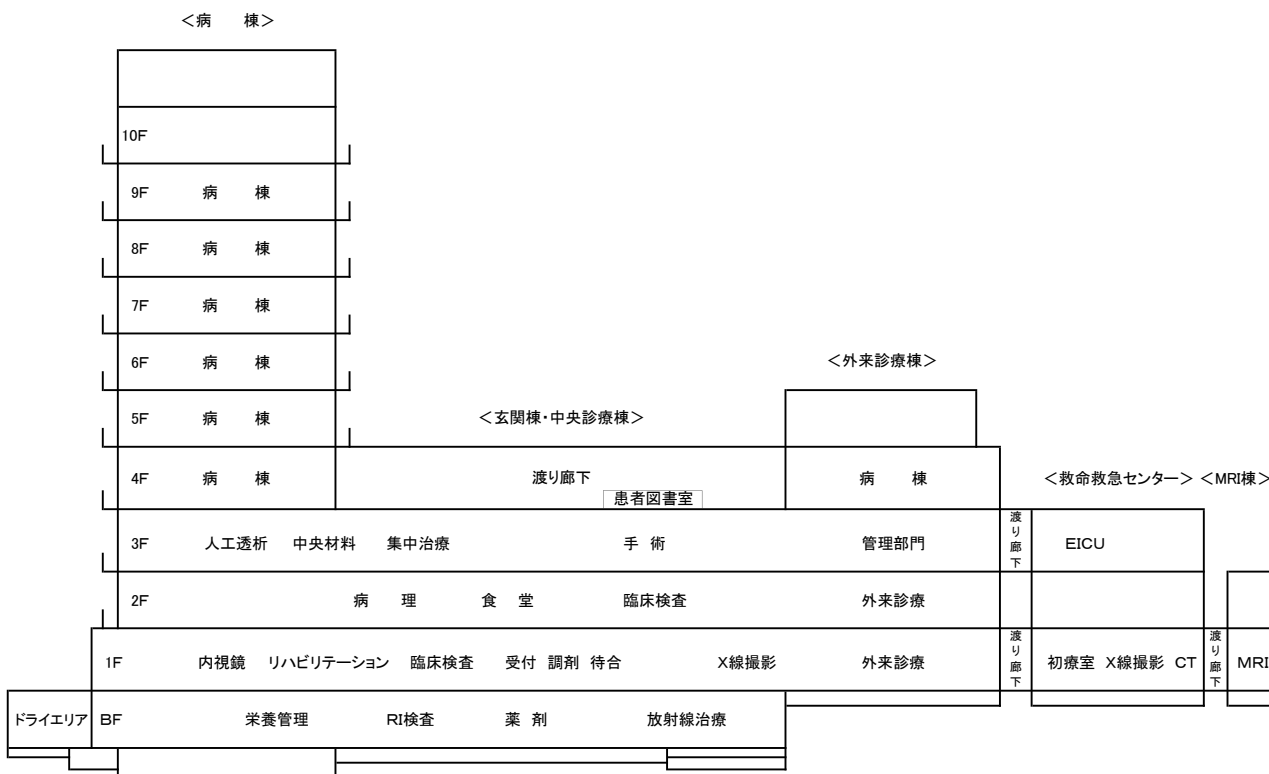 ＜病　棟＞
10F
9F　病　棟
8F　病　棟
7F　病　棟
6F　病　棟
＜外来診療棟＞
5F　病　棟
＜玄関棟・中央診療棟＞
4F　病　棟　渡り廊下　病　棟
＜救命救急センター＞ ＜MRI棟＞
患者図書室
3F　人工透析　中央材料　集中治療　手 術　管理部門　渡り廊下　EICU
2F　病　理　食　堂　臨床検査　外来診療
1F　内視鏡　リハビリテーション　臨床検査　受付 調剤 待合　X線撮影　外来診療　渡り廊下　初療室 X線撮影 CT　渡り廊下　MRI
ドライエリア　BF　栄養管理　RI検査　薬 剤　放射線治療